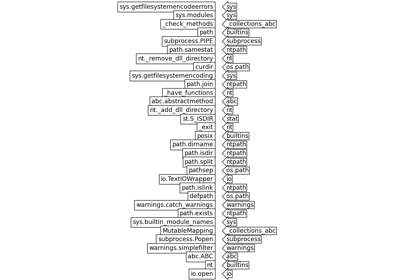 sys.getfilesystemencodeerrors sys
sys.modules sys
_check_methods _collections_abc
path builtins
subprocess.PIPE subprocess
path.samestat ntpath
nt._remove_dll_directory nt
curdir os.path
sys.getfilesystemencoding sys
path.join ntpath
_have_functions nt
abc.abstractmethod abc
nt._add_dll_directory nt
st.S_ISDIR stat
_exit nt
posix builtins
path.dirname ntpath
path.isdir ntpath
path.split ntpath
pathsep os.path
io.TextIOWrapper io
path.islink ntpath
defpath os.path
warnings.catch_warnings warnings
path.exists ntpath
sys.builtin_module_names sys
MutableMapping _collections_abc
subprocess.Popen subprocess
warnings.simplefilter warnings
abc.ABC abc
nt builtins
io.open io